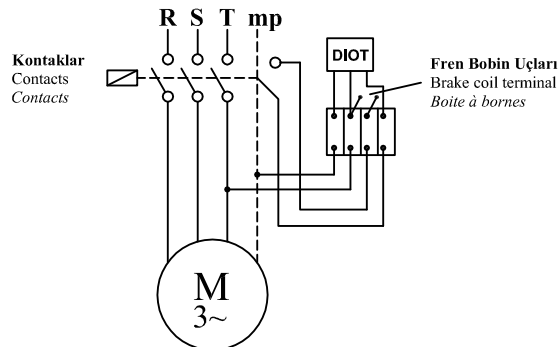 R S T mp
Kontaklar
Contacts
Contacts
DIOT
Fren Bobin Uçları
Brake coil terminal
Boite à bornes
M
3~